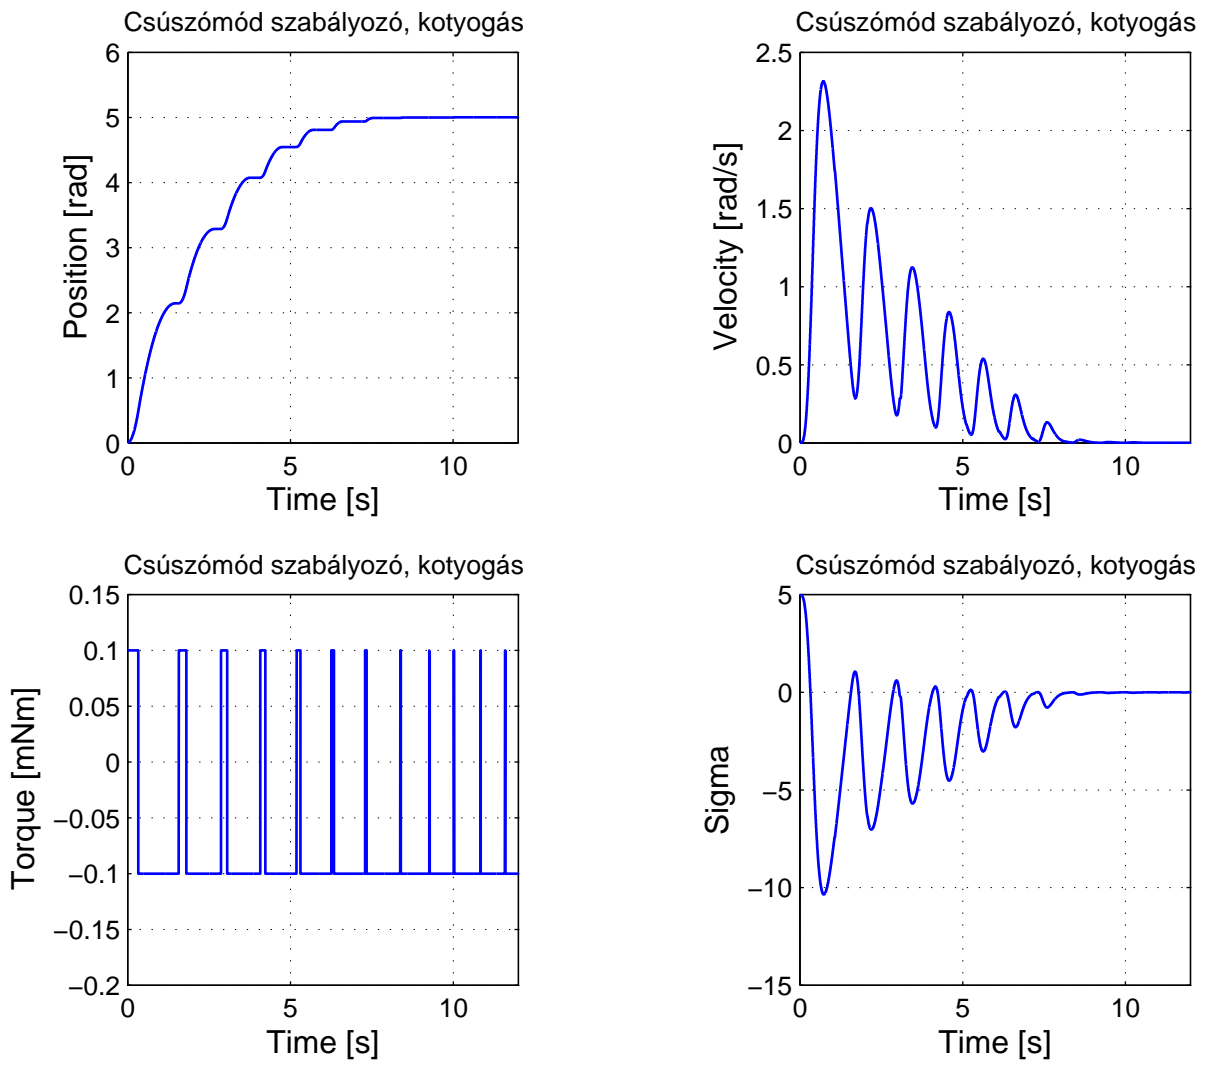 Csúszómód szabályozó, kotyogás
6
5
4
3
2
1
0
Position [rad]
0 5 10
Time [s]
Csúszómód szabályozó, kotyogás
2.5
2
1.5
1
0.5
0
Velocity [rad/s]
0 5 10
Time [s]
Csúszómód szabályozó, kotyogás
0.15
0.1
0.05
0
−0.05
−0.1
−0.15
−0.2
Torque [mNm]
0 5 10
Time [s]
Csúszómód szabályozó, kotyogás
5
0
−5
−10
−15
Sigma
0 5 10
Time [s]